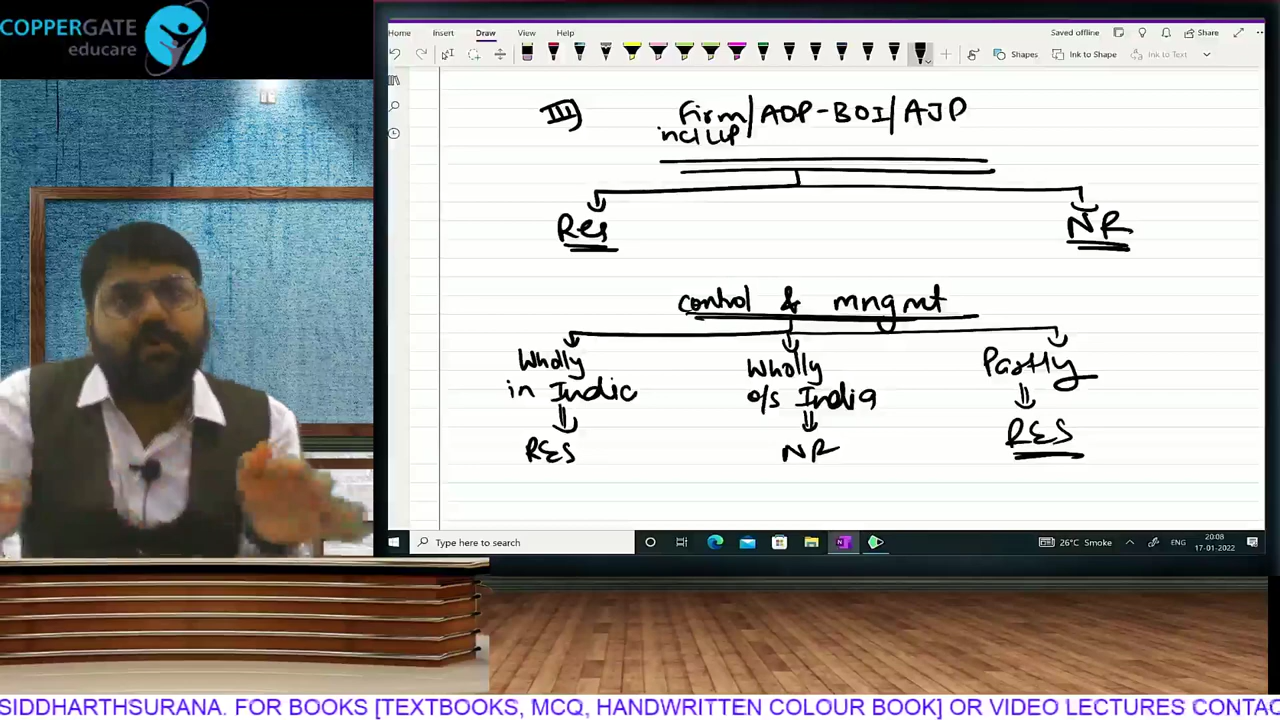 COPPERGATE
educare
Home Insert Draw View Help
Saved offline
Share
Shapes
Ink to Shape
Ink to Text
III) Firm/AOP-BOI/AJP
incl LLP
Res NR
control & mngmt
Wholly in India
Wholly o/s India
Partly
RES
NR
RES
Type here to search
26°C Smoke
ENG
20:08
17-01-2022
SIDDHARTHSURANA. FOR BOOKS [TEXTBOOKS, MCQ, HANDWRITTEN COLOUR BOOK] OR VIDEO LECTURES CONTAC